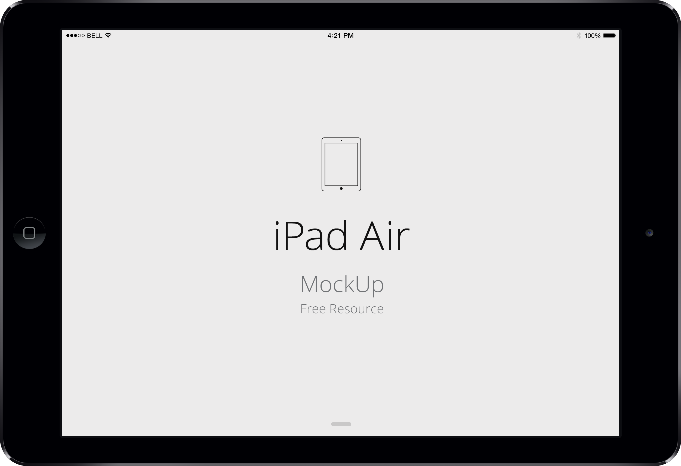 BELL 4:21 PM 100%
iPad Air
MockUp
Free Resource